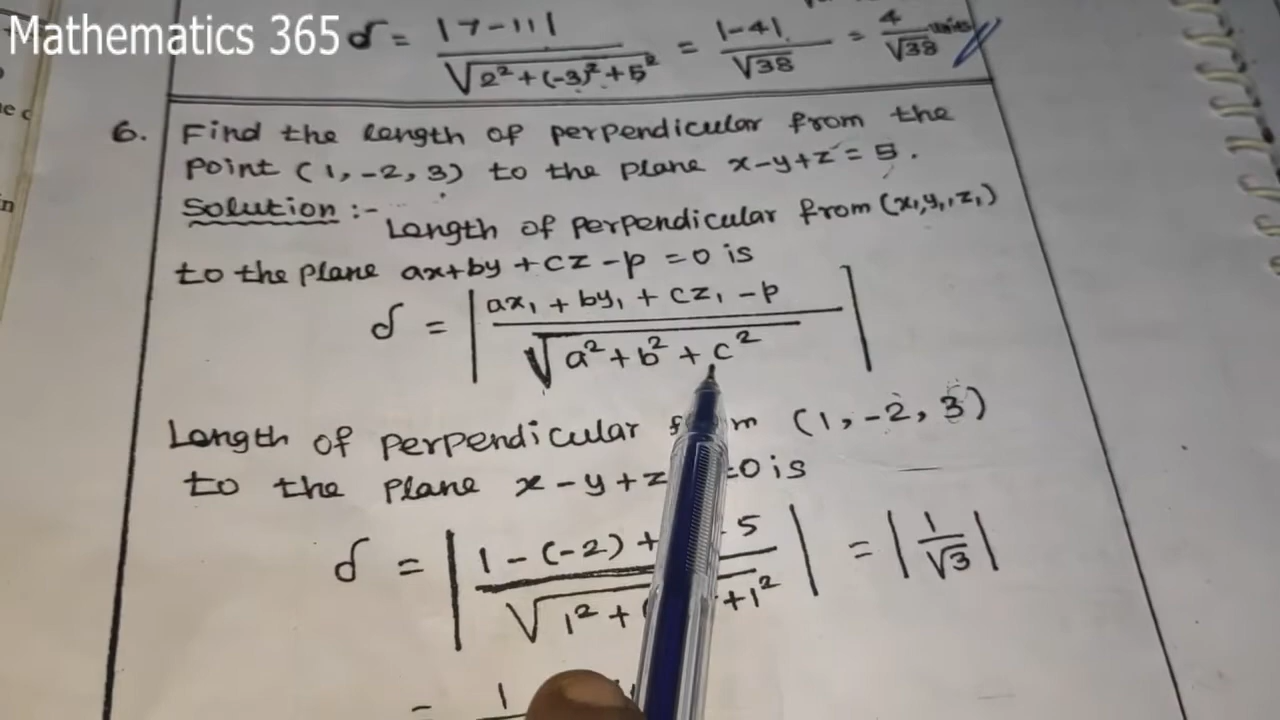 Mathematics 365
δ = |7-11| / √2²+(-3)²+5² = |-4| / √38 = 4/√38 units
6. Find the length of perpendicular from the
point (1, -2, 3) to the plane x-y+z = 5.
Solution :-
Length of perpendicular from (x₁,y₁,z₁)
to the plane ax+by+cz-p=0 is
δ = | ax₁ + by₁ + cz₁ - p / √a²+b²+c² |
Length of perpendicular (1, -2, 3)
to the plane x-y+z =0 is
δ = | 1-(-2)+ 5 / √1²+ +1² | = | 1/√3 |
= 1